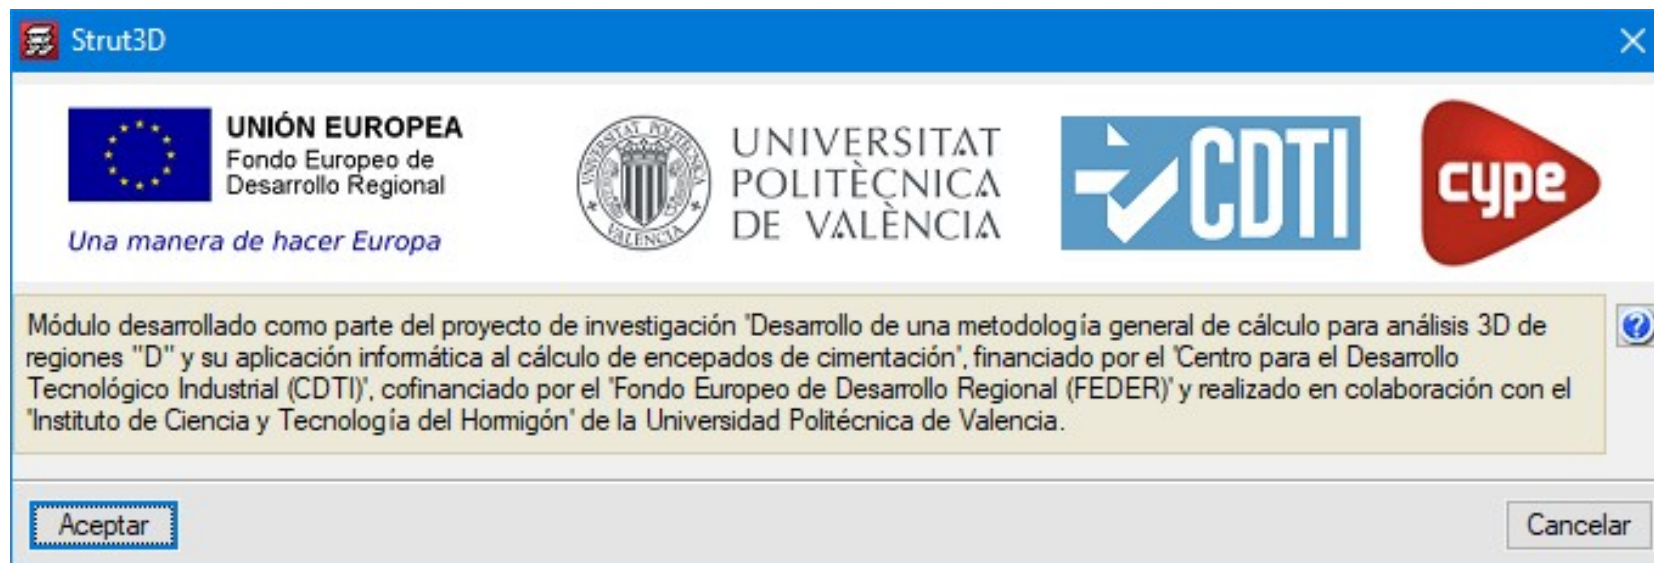 Strut3D
UNIÓN EUROPEA
Fondo Europeo de
Desarrollo Regional
Una manera de hacer Europa
UNIVERSITAT POLITEC
VALENCIA
UNIVERSITAT
POLITÈCNICA
DE VALÈNCIA
CDTI
cype
Módulo desarrollado como parte del proyecto de investigación 'Desarrollo de una metodología general de cálculo para análisis 3D de
regiones "D" y su aplicación informática al cálculo de encepados de cimentación', financiado por el 'Centro para el Desarrollo
Tecnológico Industrial (CDTI)', cofinanciado por el 'Fondo Europeo de Desarrollo Regional (FEDER)' y realizado en colaboración con el
'Instituto de Ciencia y Tecnología del Hormigón' de la Universidad Politécnica de Valencia.
Aceptar
Cancelar